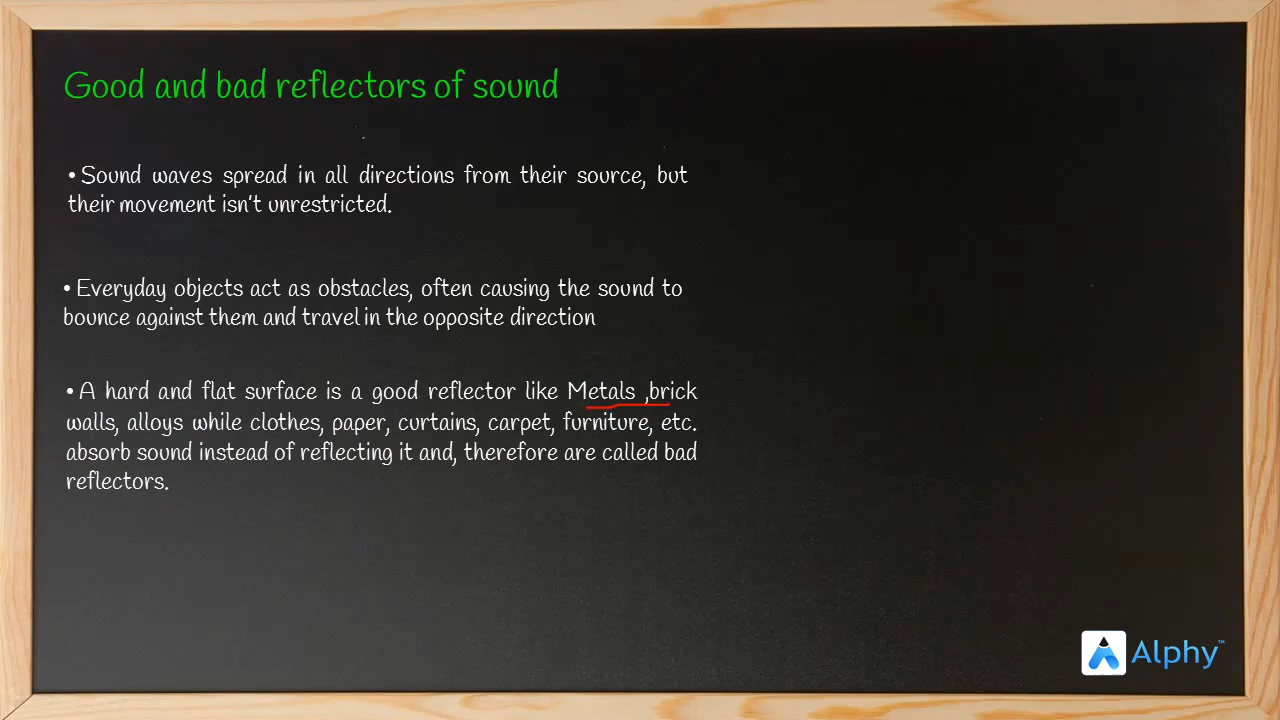 Good and bad reflectors of sound
• Sound waves spread in all directions from their source, but
their movement isn't unrestricted.
• Everyday objects act as obstacles, often causing the sound to
bounce against them and travel in the opposite direction
• A hard and flat surface is a good reflector like Metals ,brick
walls, alloys while clothes, paper, curtains, carpet, furniture, etc.
absorb sound instead of reflecting it and, therefore are called bad
reflectors.
Alphy™